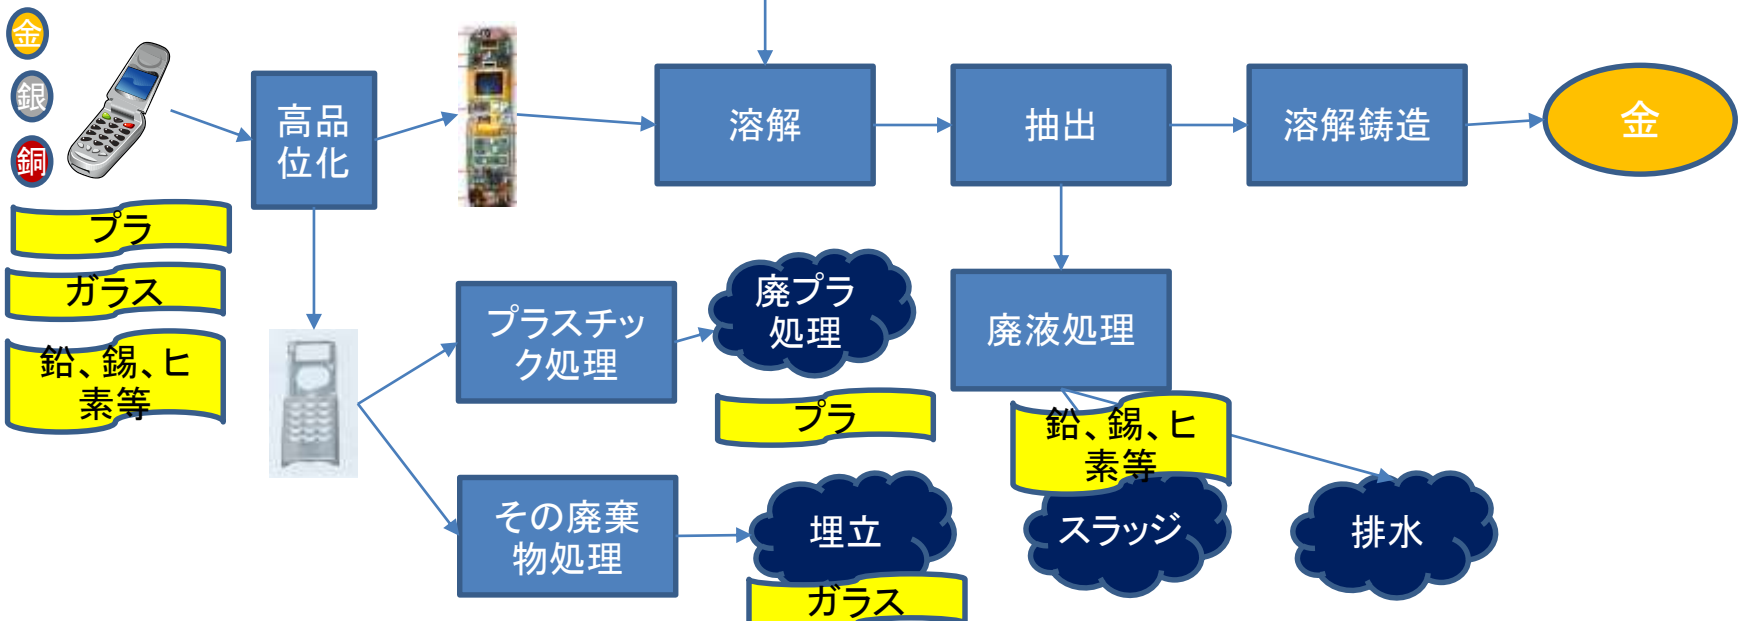 金
銀
銅
プラ
ガラス
鉛、錫、ヒ
素等
高品
位化
溶解
抽出
溶解鋳造
金
プラスチッ
ク処理
廃プラ
処理
プラ
その廃棄
物処理
埋立
ガラス
廃液処理
鉛、錫、ヒ
素等
スラッジ
排水